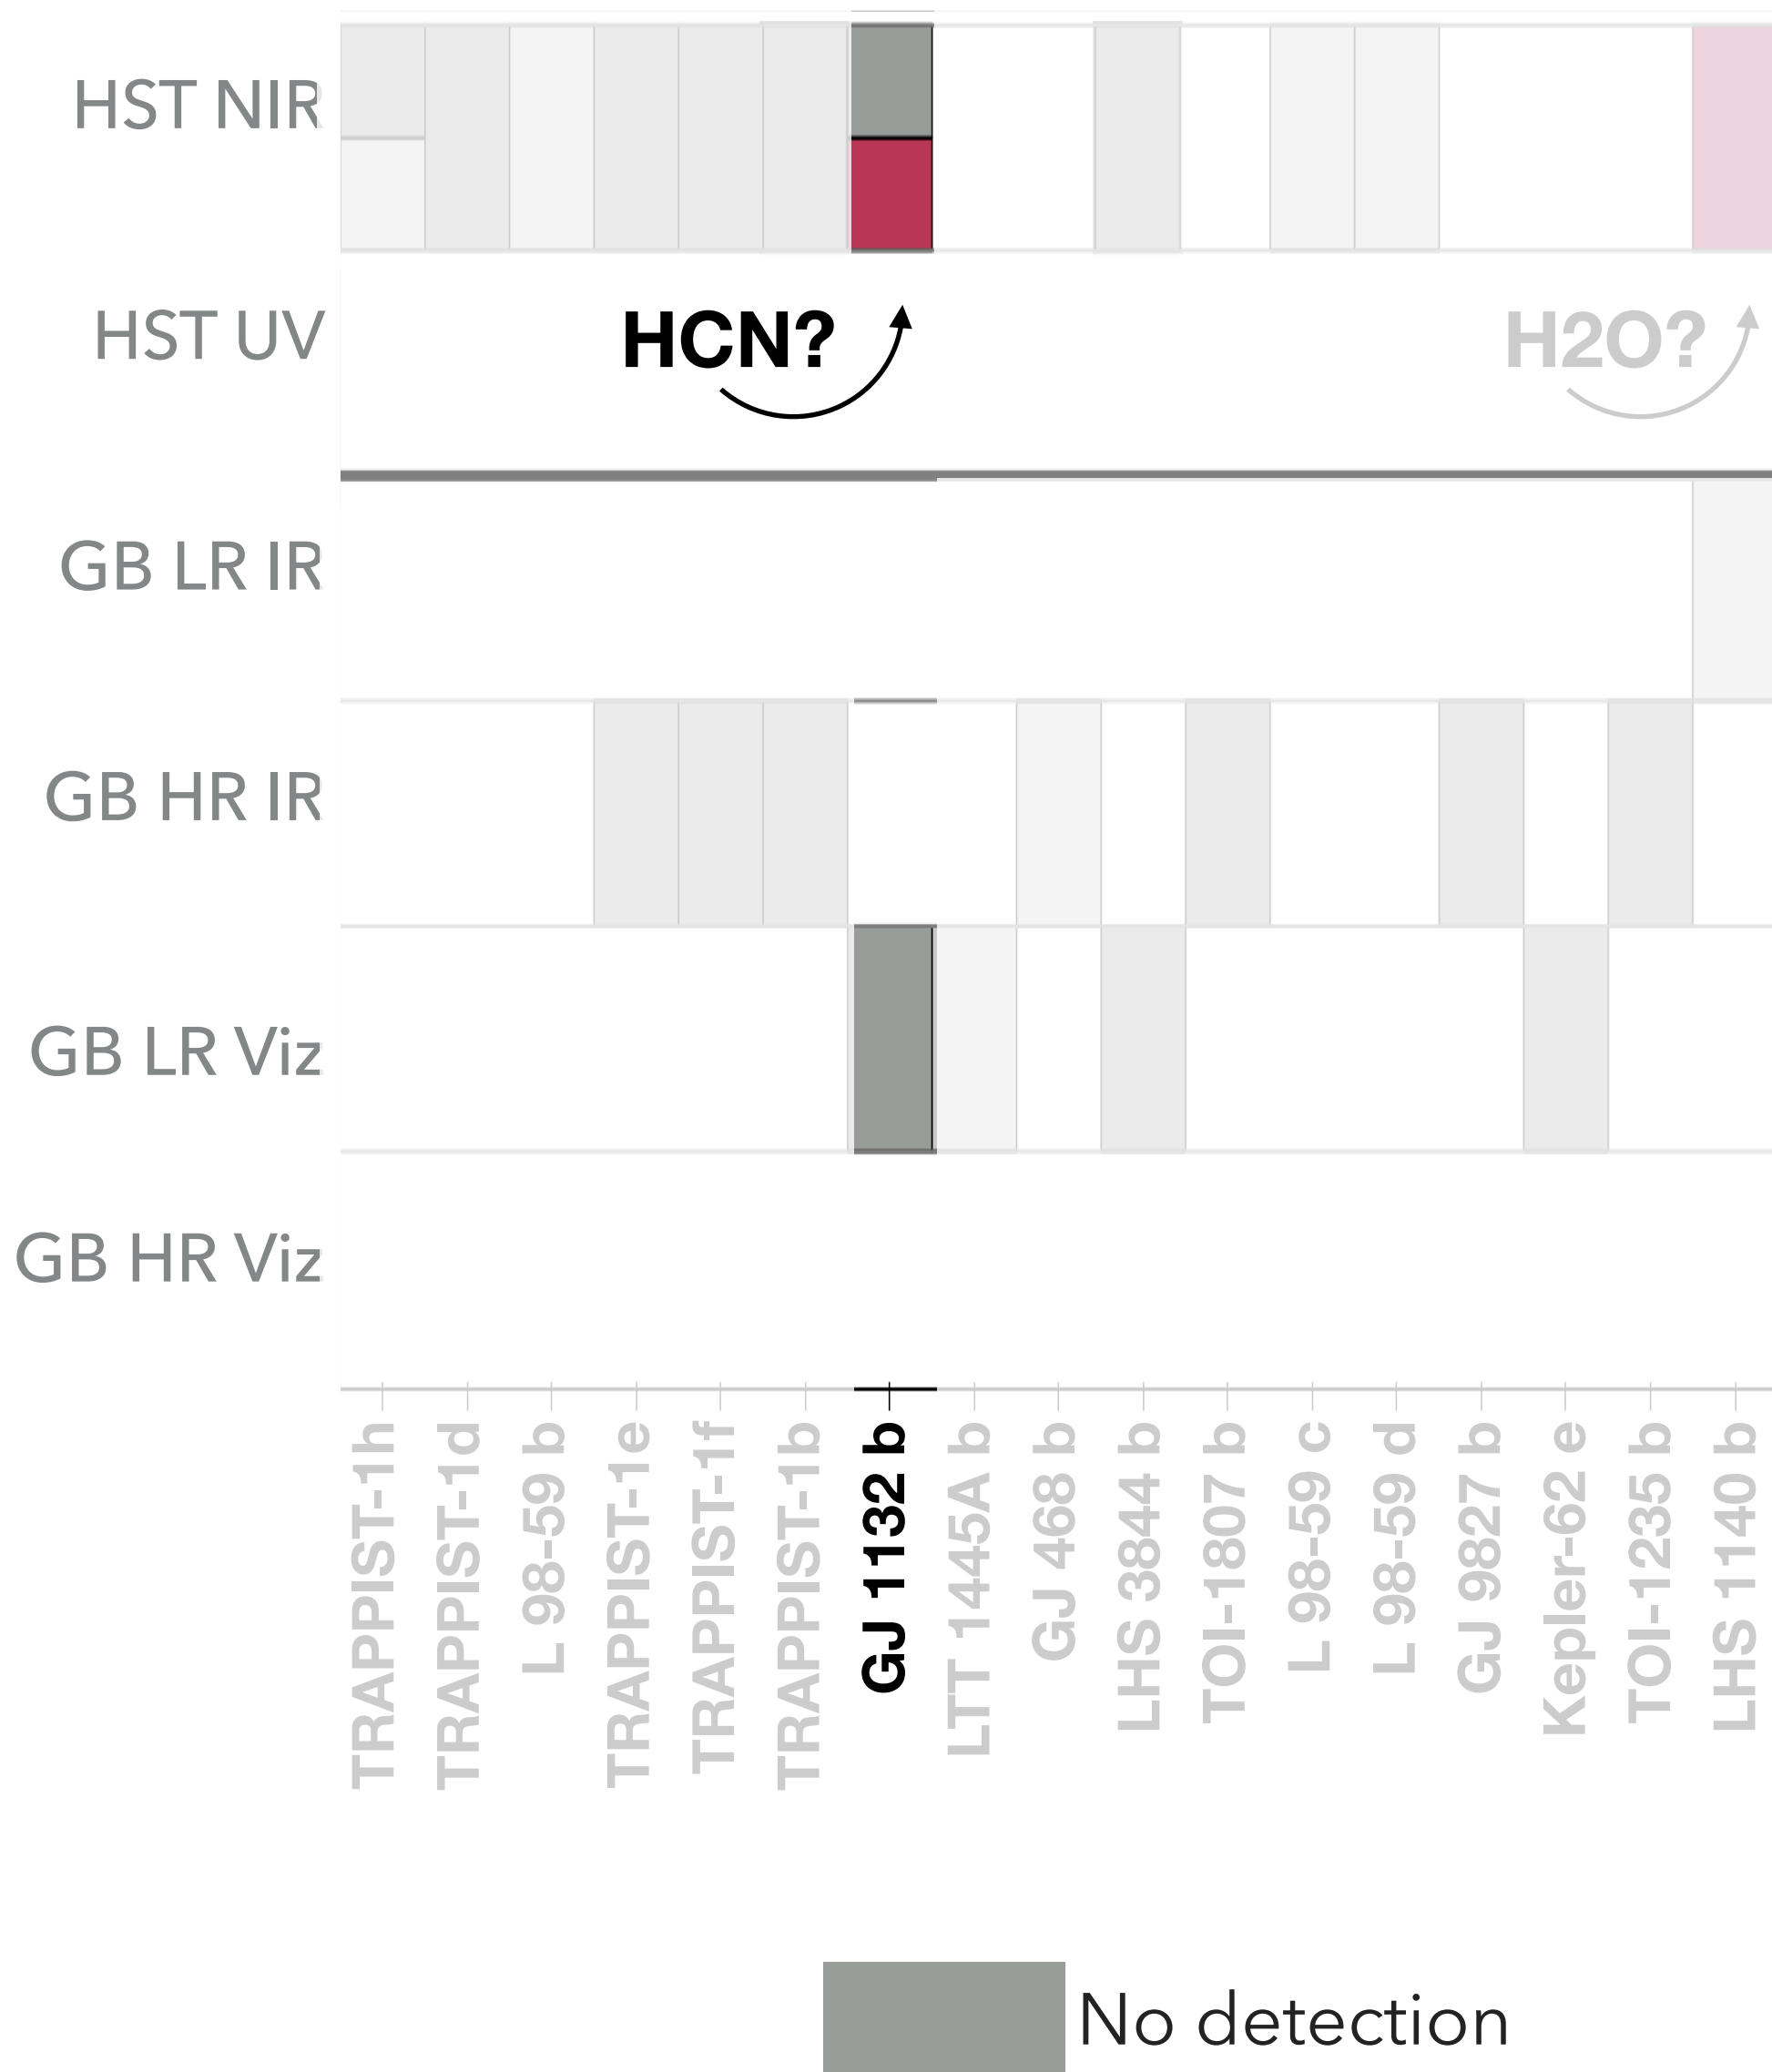 HST NIR
HST UV
HCN?
H2O?
GB LR IR
GB HR IR
GB LR Viz
GB HR Viz
TRAPPIST-1h
TRAPPIST-1d
L 98-59 b
TRAPPIST-1e
TRAPPIST-1f
TRAPPIST-1b
GJ 1132 b
LTT 1445A b
GJ 468 b
LHS 3844 b
TOI-1807 b
L 98-59 c
L 98-59 d
GJ 9827 b
Kepler-62 e
TOI-1235 b
LHS 1140 b
No detection